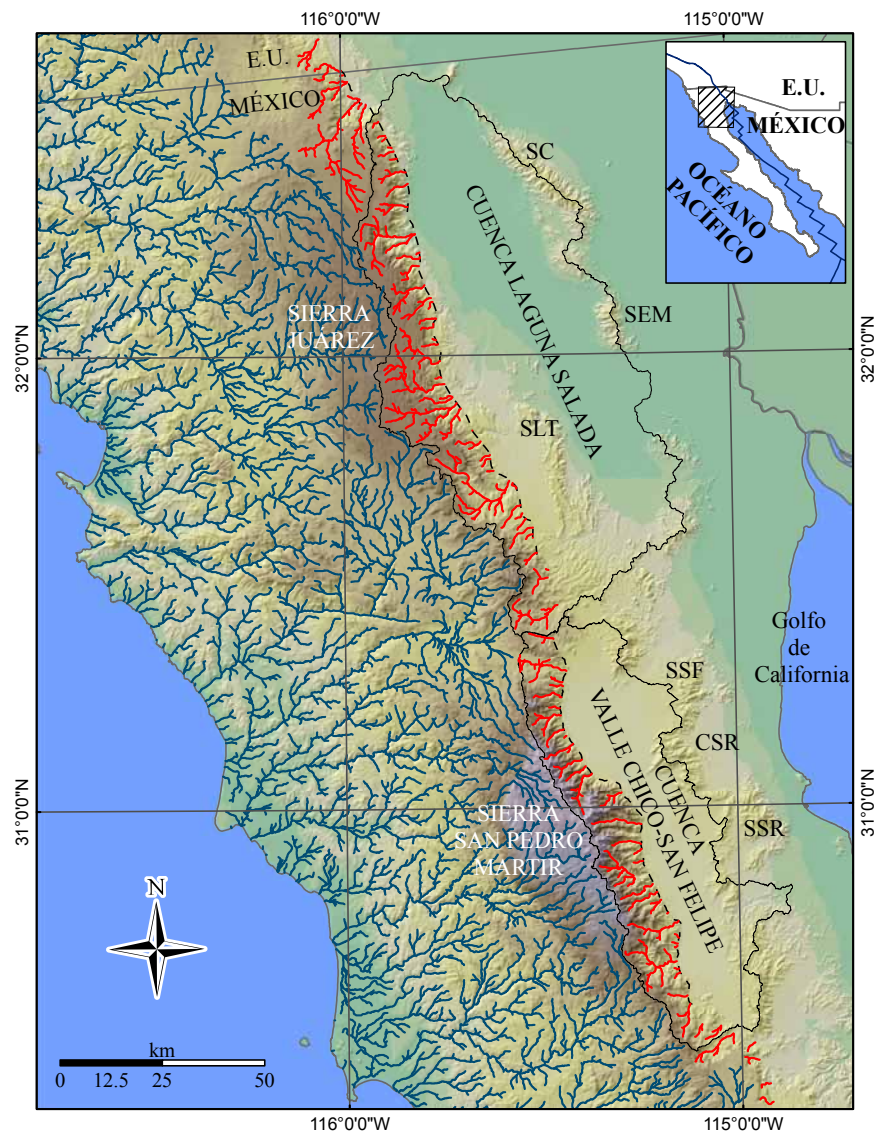 116°0'0"W
115°0'0"W
E.U.
MÉXICO
E.U.
MÉXICO
OCÉANO
PACÍFICO
SC
CUENCA LAGUNA SALADA
SIERRA
JUÁREZ
SEM
32°0'0"N
32°0'0"N
SLT
Golfo
de
California
SSF
VALLE CHICO-SAN FELIPE
CUENCA
CSR
31°0'0"N
31°0'0"N
SIERRA
SAN PEDRO
MARTIR
SSR
N
km
0 12.5 25 50
116°0'0"W
115°0'0"W